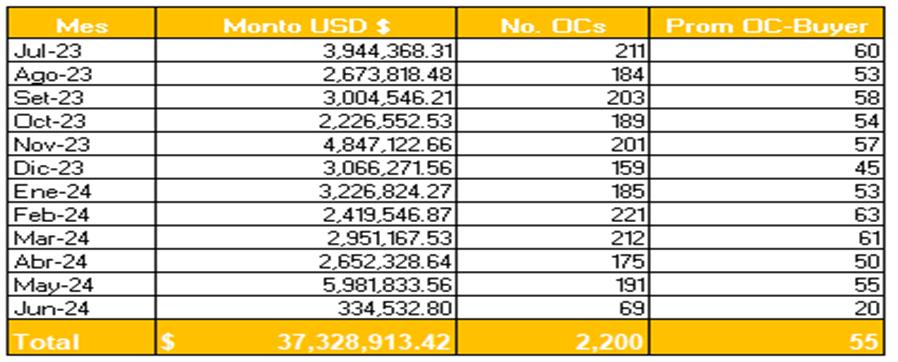 Mes Monto USD $ No. OCs Prom OC-Buyer
Jul-23 3,944,368.31 211 60
Ago-23 2,673,818.48 184 53
Set-23 3,004,546.21 203 58
Oct-23 2,226,552.53 189 54
Nov-23 4,847,122.66 201 57
Dic-23 3,066,271.56 159 45
Ene-24 3,226,824.27 185 53
Feb-24 2,419,546.87 221 63
Mar-24 2,951,167.53 212 61
Abr-24 2,652,328.64 175 50
May-24 5,981,833.56 191 55
Jun-24 334,532.80 69 20
Total $ 37,328,913.42 2,200 55